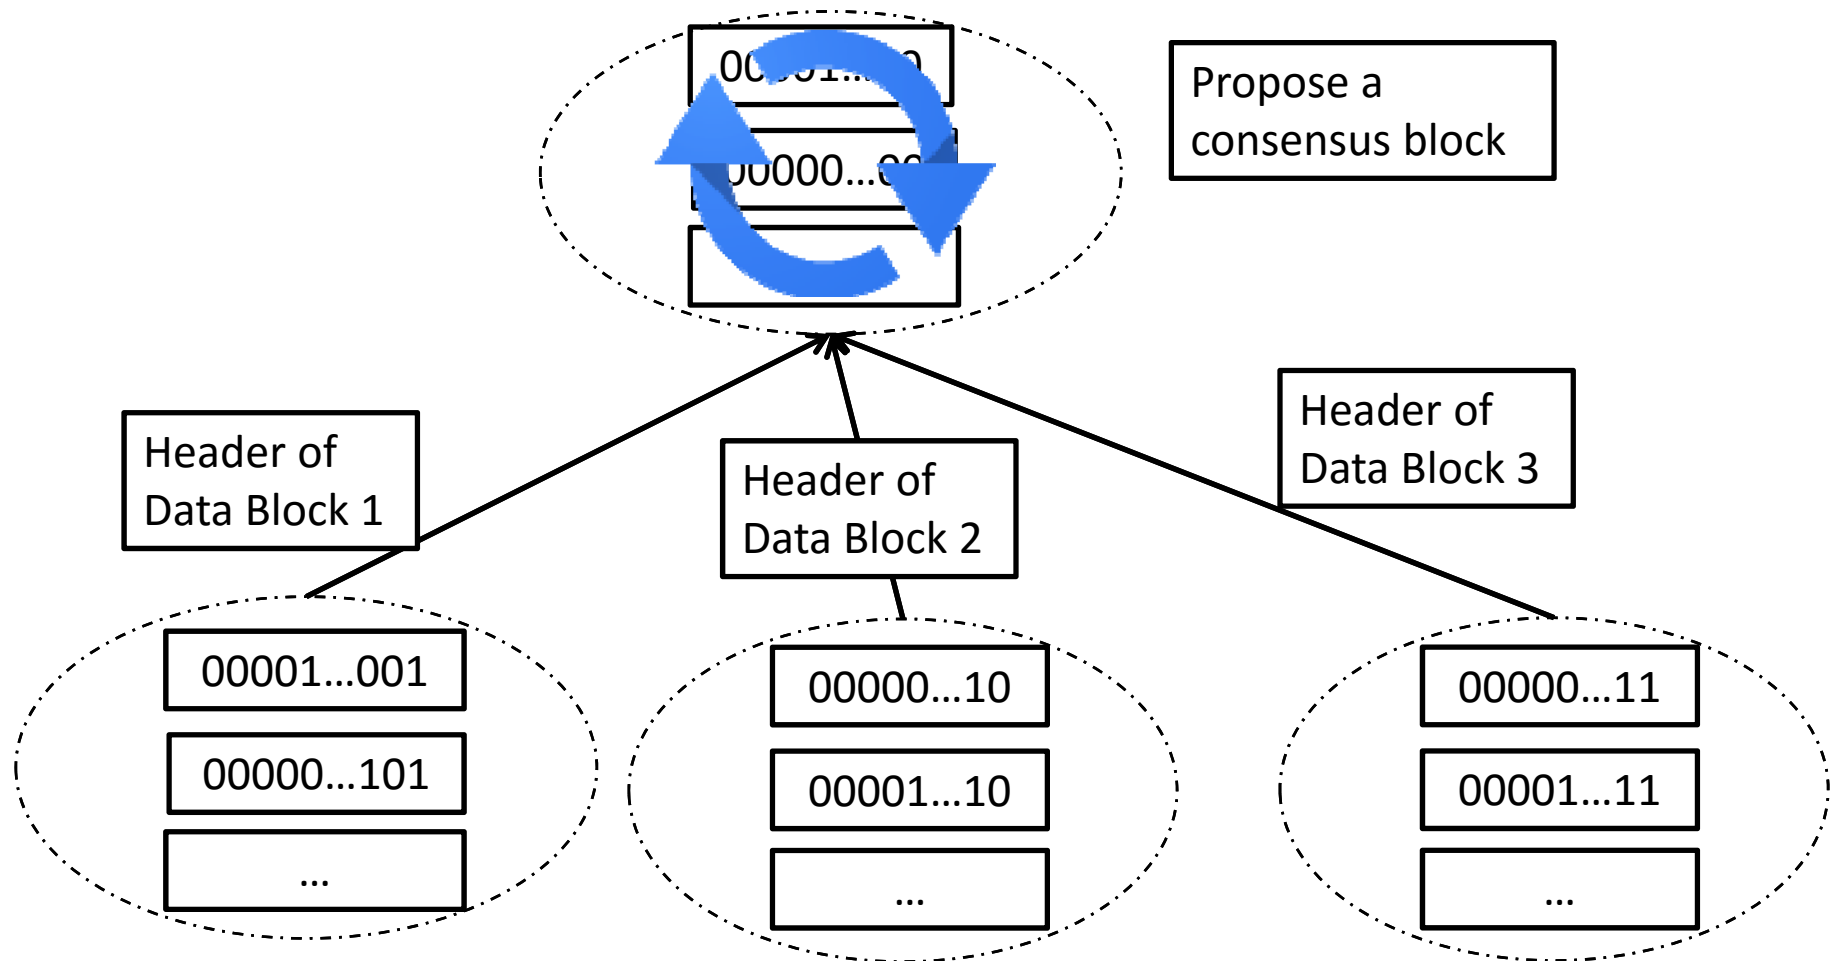 Propose a
consensus block
Header of
Data Block 1
Header of
Data Block 2
Header of
Data Block 3
00001...001
00000...101
...
00000...10
00001...10
...
00000...11
00001...11
...